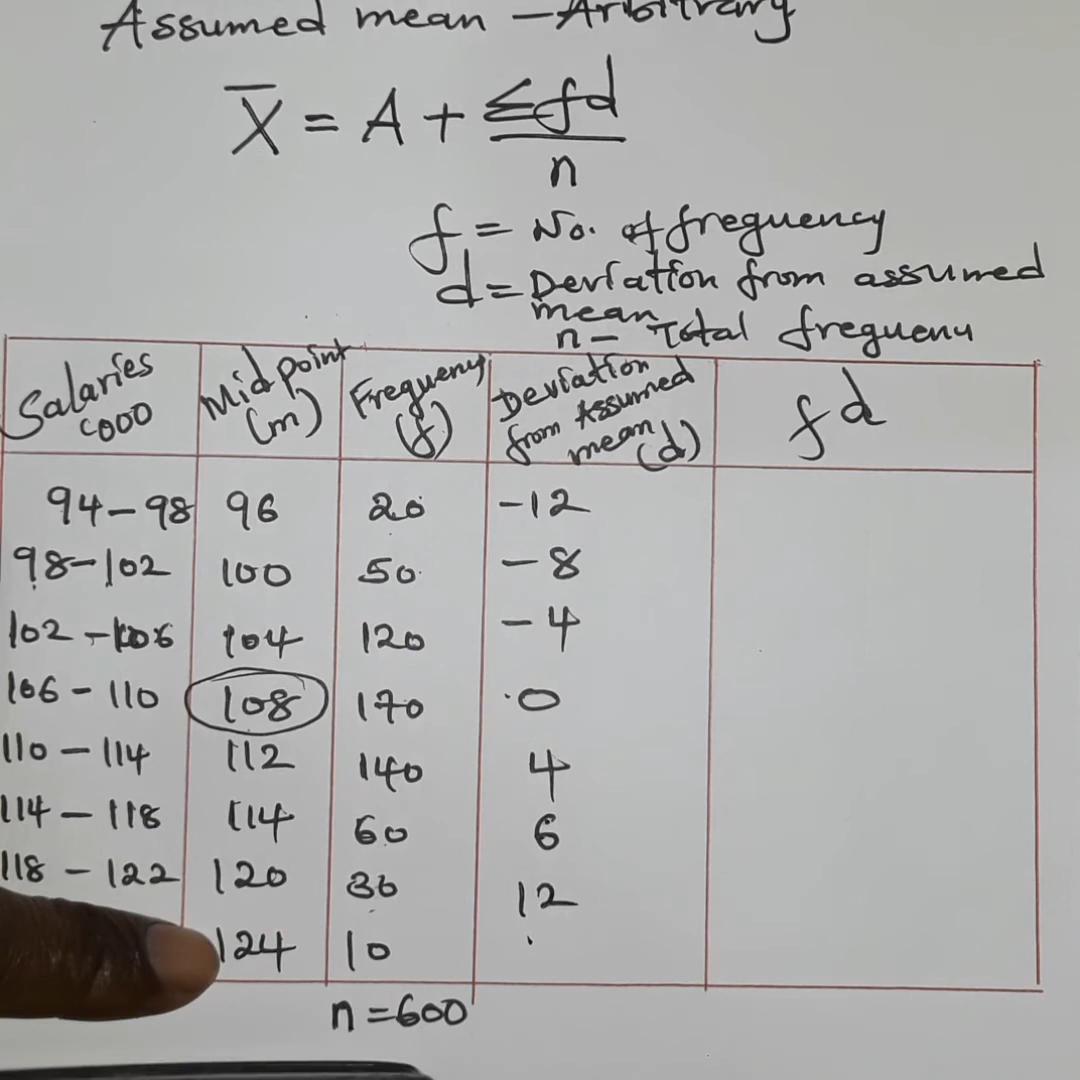 Assumed mean - Arbitrary
X̄ = A + Σfd
n
f = No. of frequency
d = Deviation from assumed
mean
n - Total frequenu
Salaries Midpoint Frequency Deviation fd
(000 (m) (f) from Assumed
mean (d)
94-98 96 20 -12
98-102 100 50 -8
102-106 104 120 -4
106-110 108 170 0
110-114 112 140 4
114-118 114 60 6
118-122 120 30 12
124 10
n=600